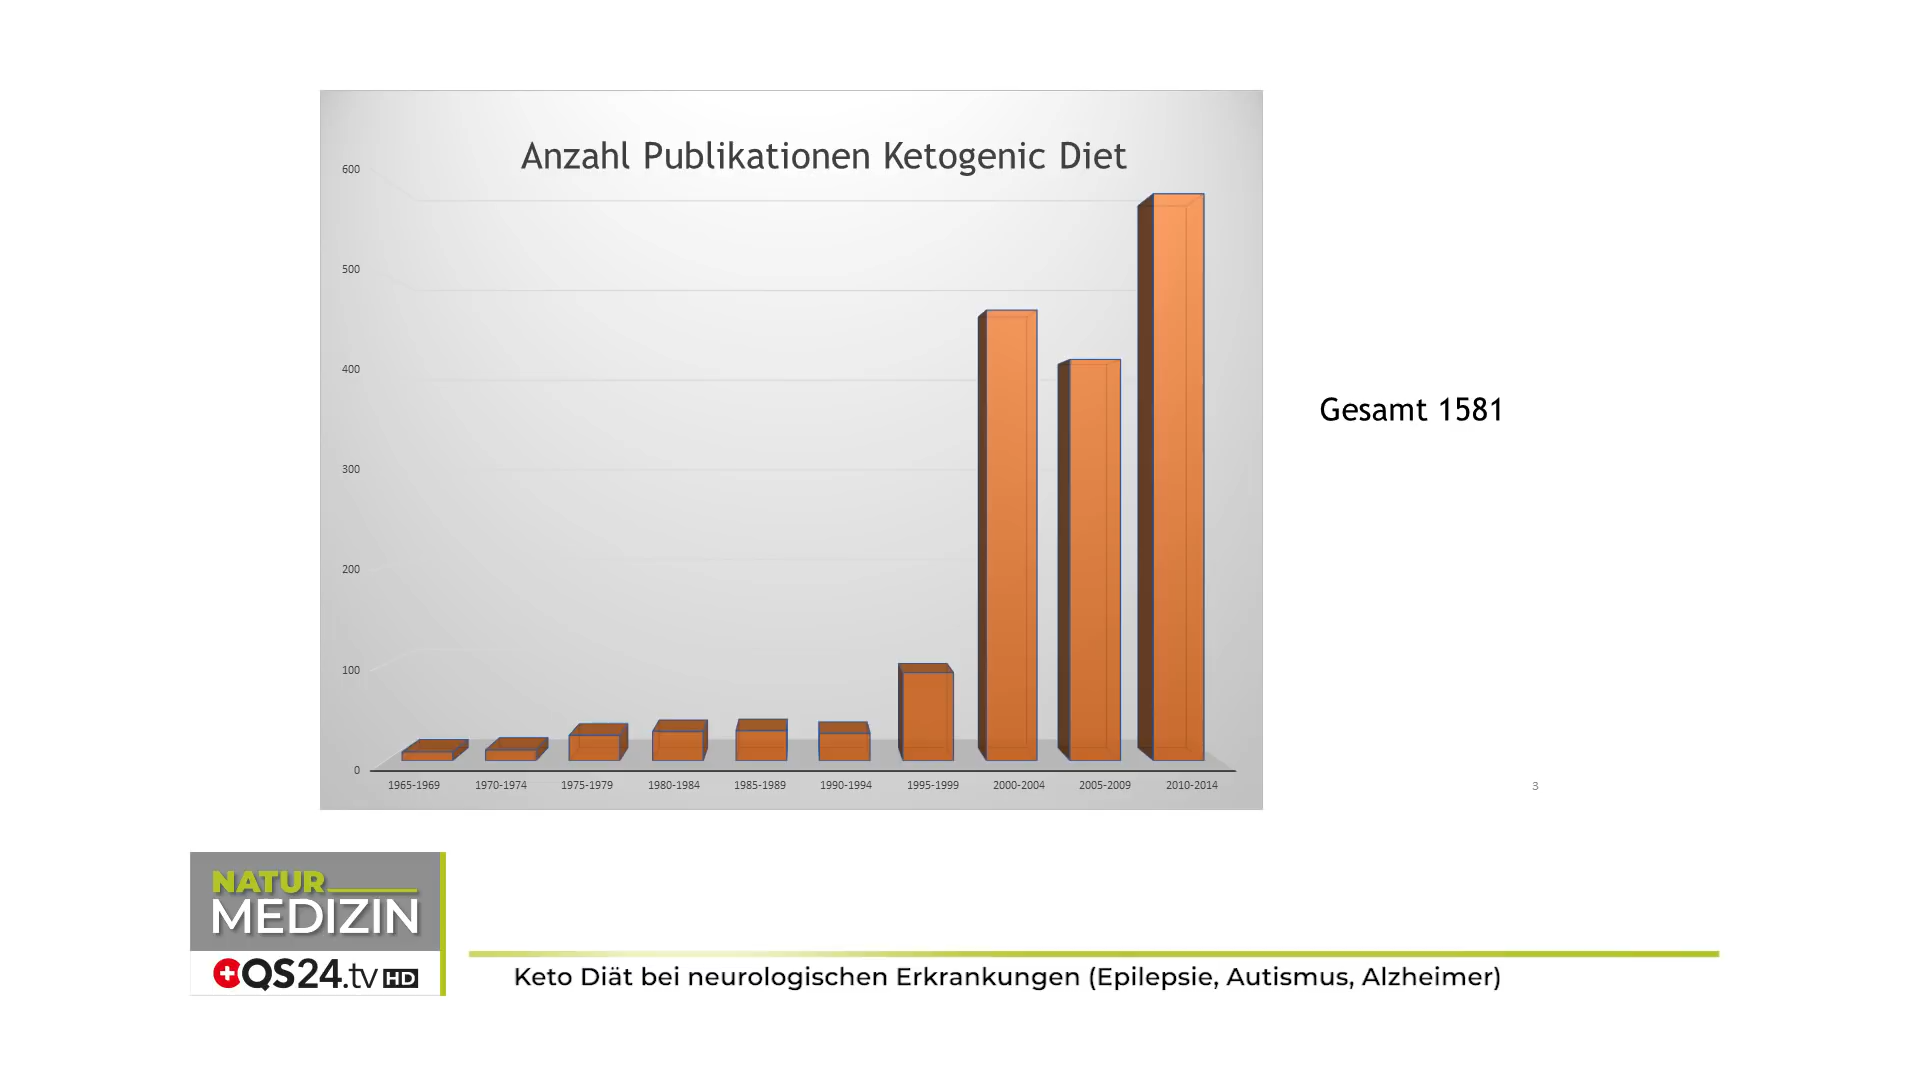 Anzahl Publikationen Ketogenic Diet
600
500
400
300
200
100
0
1965-1969 1970-1974 1975-1979 1980-1984 1985-1989 1990-1994 1995-1999 2000-2004 2005-2009 2010-2014
Gesamt 1581
3
NATUR
MEDIZIN
QS24.tv HD
Keto Diät bei neurologischen Erkrankungen (Epilepsie, Autismus, Alzheimer)